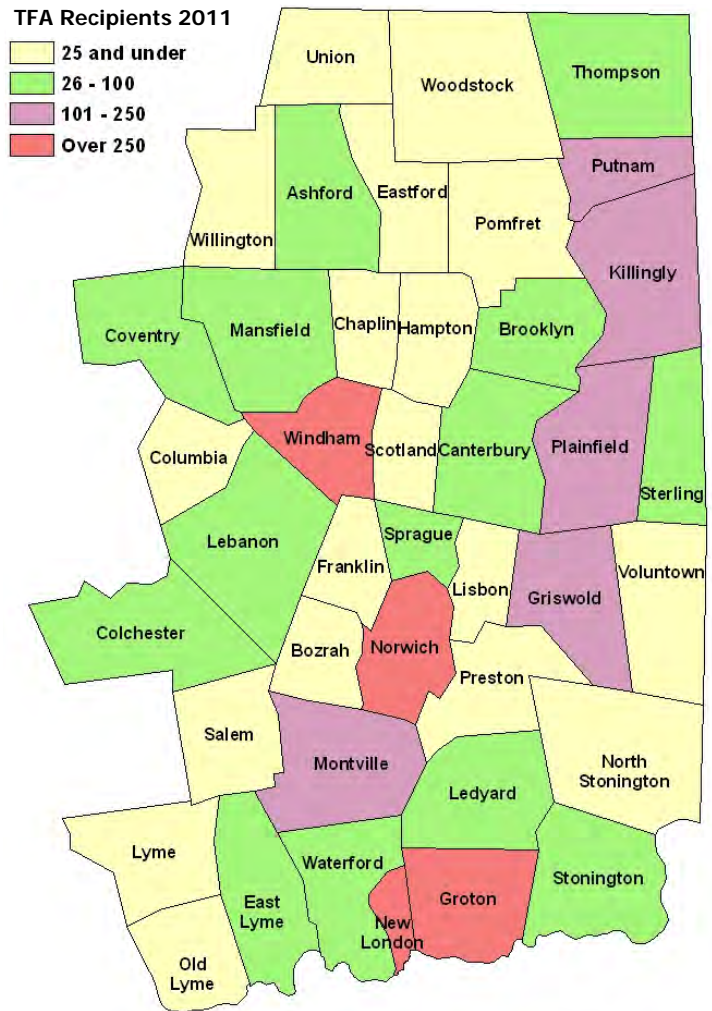 TFA Recipients 2011
25 and under
26 - 100
101 - 250
Over 250
Union
Woodstock
Thompson
Putnam
Ashford
Eastford
Pomfret
Willington
Killingly
Coventry
Mansfield
Chaplin
Hampton
Brooklyn
Windham
Scotland
Canterbury
Plainfield
Columbia
Sterling
Lebanon
Sprague
Franklin
Lisbon
Griswold
Voluntown
Colchester
Bozrah
Norwich
Preston
Salem
Montville
North
Stonington
Ledyard
Lyme
Waterford
East
Lyme
New
London
Groton
Stonington
Old
Lyme